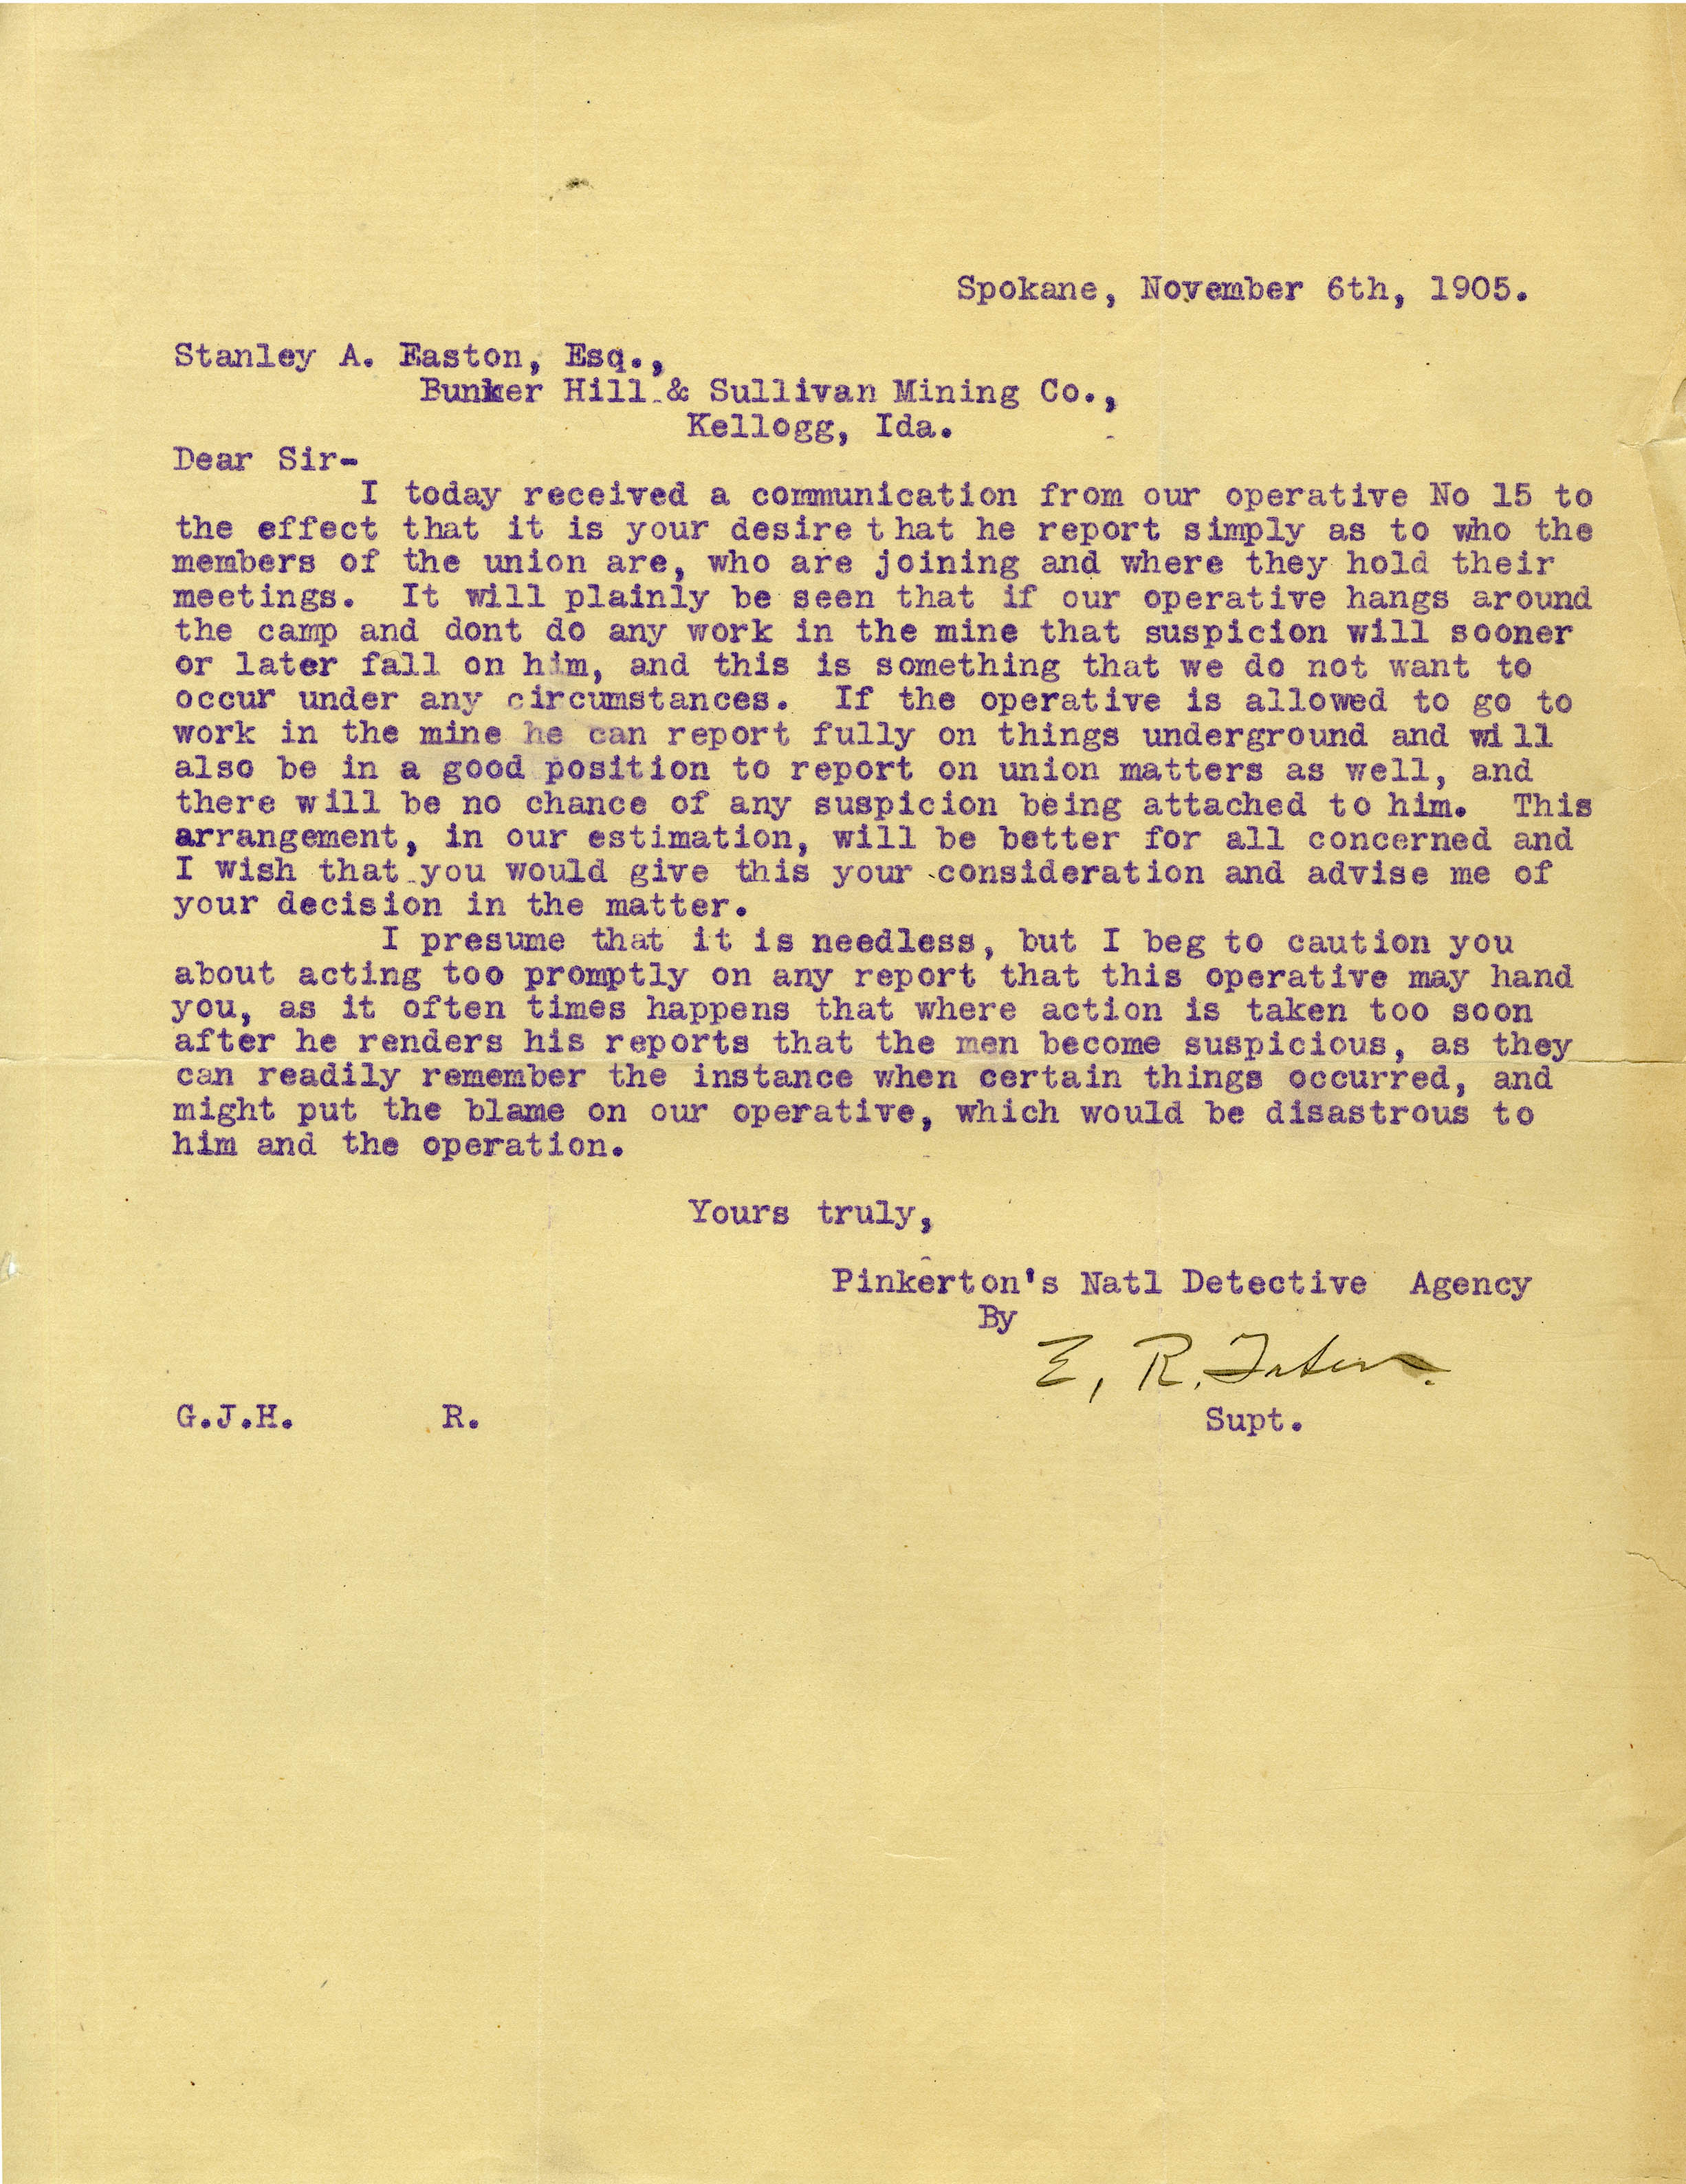 Spokane, November 6th, 1905.
Stanley A. Easton, Esq.,
Bunker Hill & Sullivan Mining Co.,
Kellogg, Ida.
Dear Sir-
I today received a communication from our operative No 15 to
the effect that it is your desire that he report simply as to who the
members of the union are, who are joining and where they hold their
meetings. It will plainly be seen that if our operative hangs around
the camp and dont do any work in the mine that suspicion will sooner
or later fall on him, and this is something that we do not want to
occur under any circumstances. If the operative is allowed to go to
work in the mine he can report fully on things underground and will
also be in a good position to report on union matters as well, and
there will be no chance of any suspicion being attached to him. This
arrangement, in our estimation, will be better for all concerned and
I wish that you would give this your consideration and advise me of
your decision in the matter.
I presume that it is needless, but I beg to caution you
about acting too promptly on any report that this operative may hand
you, as it often times happens that where action is taken too soon
after he renders his reports that the men become suspicious, as they
can readily remember the instance when certain things occurred, and
might put the blame on our operative, which would be disastrous to
him and the operation.
Yours truly,
Pinkerton's Natl Detective Agency
By
E. R.
G.J.H. R. Supt.